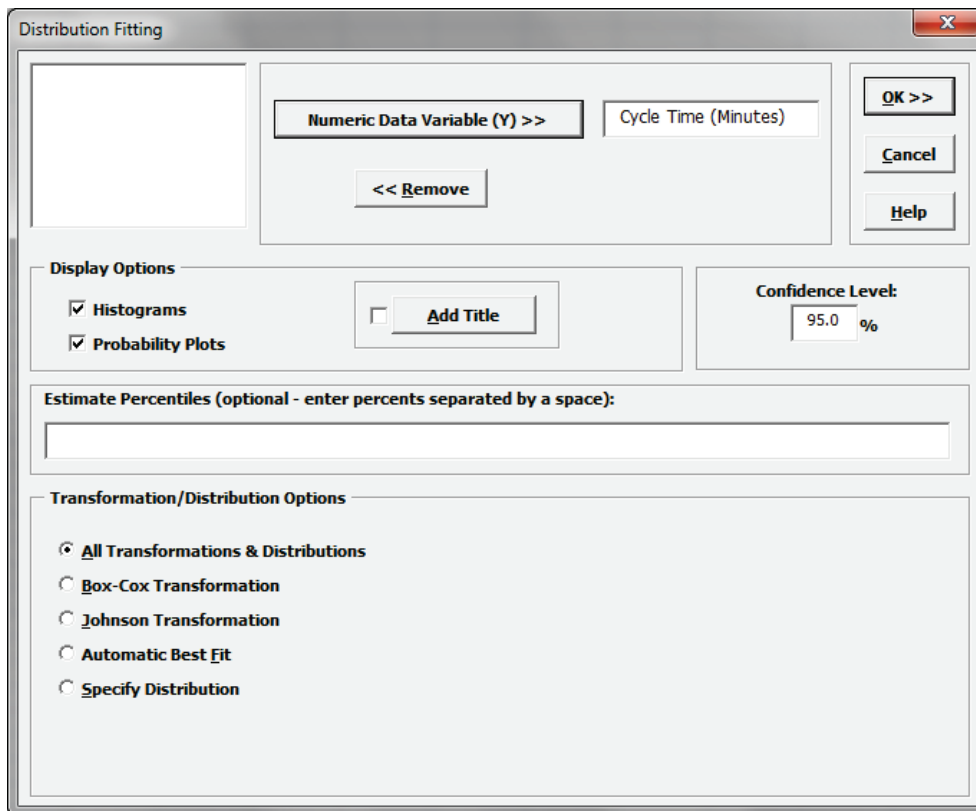 Distribution Fitting
Numeric Data Variable (Y) >>
Cycle Time (Minutes)
<< Remove
OK >>
Cancel
Help
Display Options
Histograms
Probability Plots
Add Title
Confidence Level:
95.0 %
Estimate Percentiles (optional - enter percents separated by a space):
Transformation/Distribution Options
All Transformations & Distributions
Box-Cox Transformation
Johnson Transformation
Automatic Best Fit
Specify Distribution